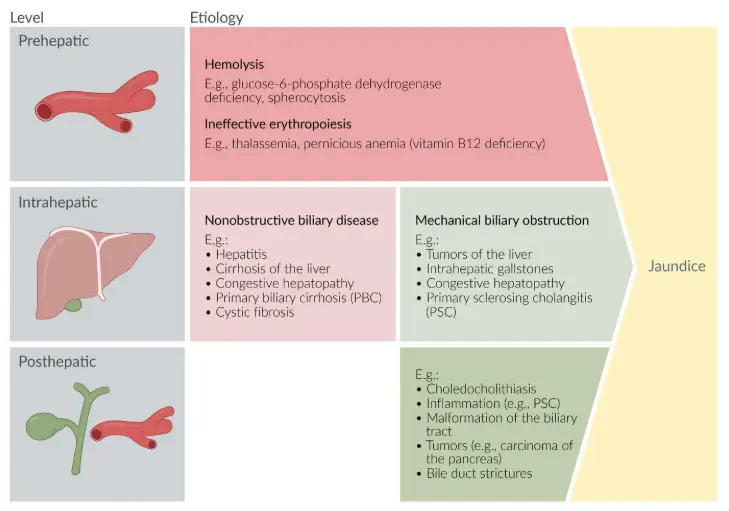 Level
Etiology
Prehepatic
Hemolysis
E.g., glucose-6-phosphate dehydrogenase
deficiency, spherocytosis
Ineffective erythropoiesis
E.g., thalassemia, pernicious anemia (vitamin B12 deficiency)
Intrahepatic
Nonobstructive biliary disease
E.g.:
• Hepatitis
• Cirrhosis of the liver
• Congestive hepatopathy
• Primary biliary cirrhosis (PBC)
• Cystic fibrosis
Mechanical biliary obstruction
E.g.:
• Tumors of the liver
• Intrahepatic gallstones
• Congestive hepatopathy
• Primary sclerosing cholangitis
(PSC)
Jaundice
Posthepatic
E.g.:
• Choledocholithiasis
• Inflammation (e.g., PSC)
• Malformation of the biliary
tract
• Tumors (e.g., carcinoma of
the pancreas)
• Bile duct strictures